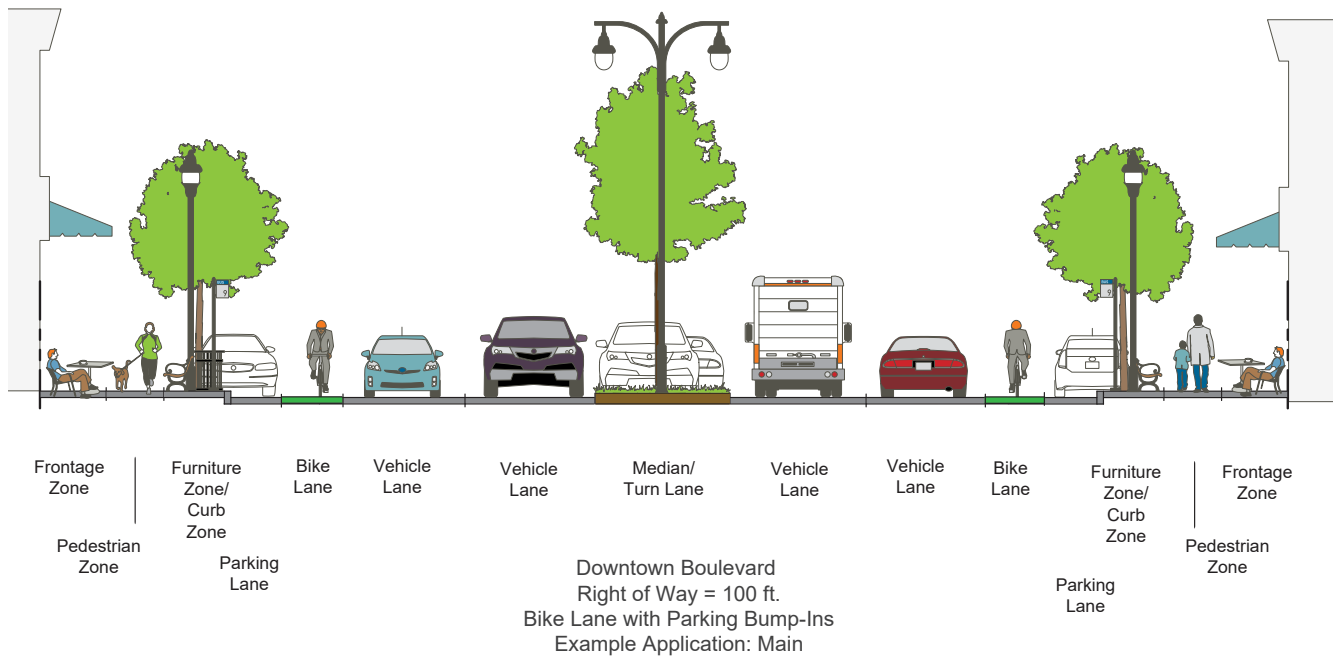 Frontage
Zone
Pedestrian
Zone
Furniture
Zone/
Curb
Zone
Parking
Lane
Bike
Lane
Vehicle
Lane
Vehicle
Lane
Median/
Turn Lane
Vehicle
Lane
Vehicle
Lane
Bike
Lane
Furniture
Zone/
Curb
Zone
Parking
Lane
Frontage
Zone
Pedestrian
Zone
Downtown Boulevard
Right of Way = 100 ft.
Bike Lane with Parking Bump-Ins
Example Application: Main